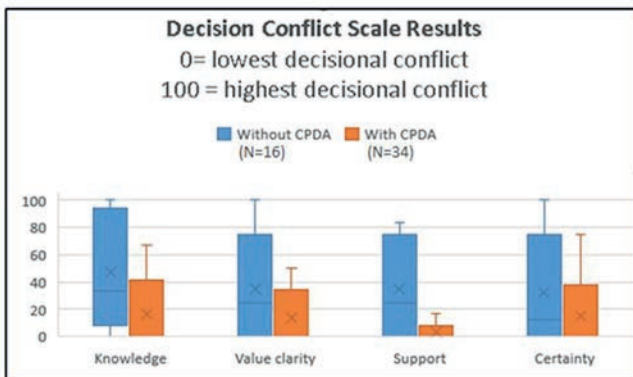 Decision Conflict Scale Results
0= lowest decisional conflict
100 = highest decisional conflict
Without CPDA With CPDA
(N=16) (N=34)
100
80
60
40
20
0
Knowledge Value clarity Support Certainty